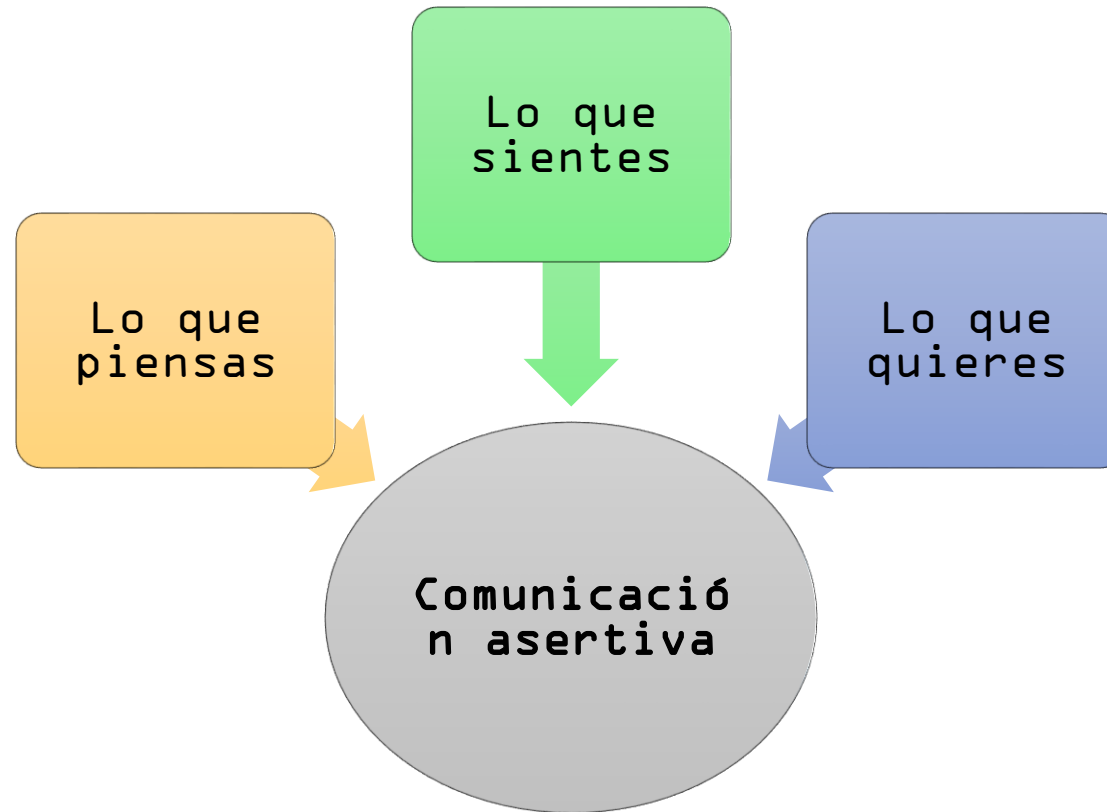 Lo que
sientes
Lo que
piensas
Lo que
quieres
Comunicació
n asertiva